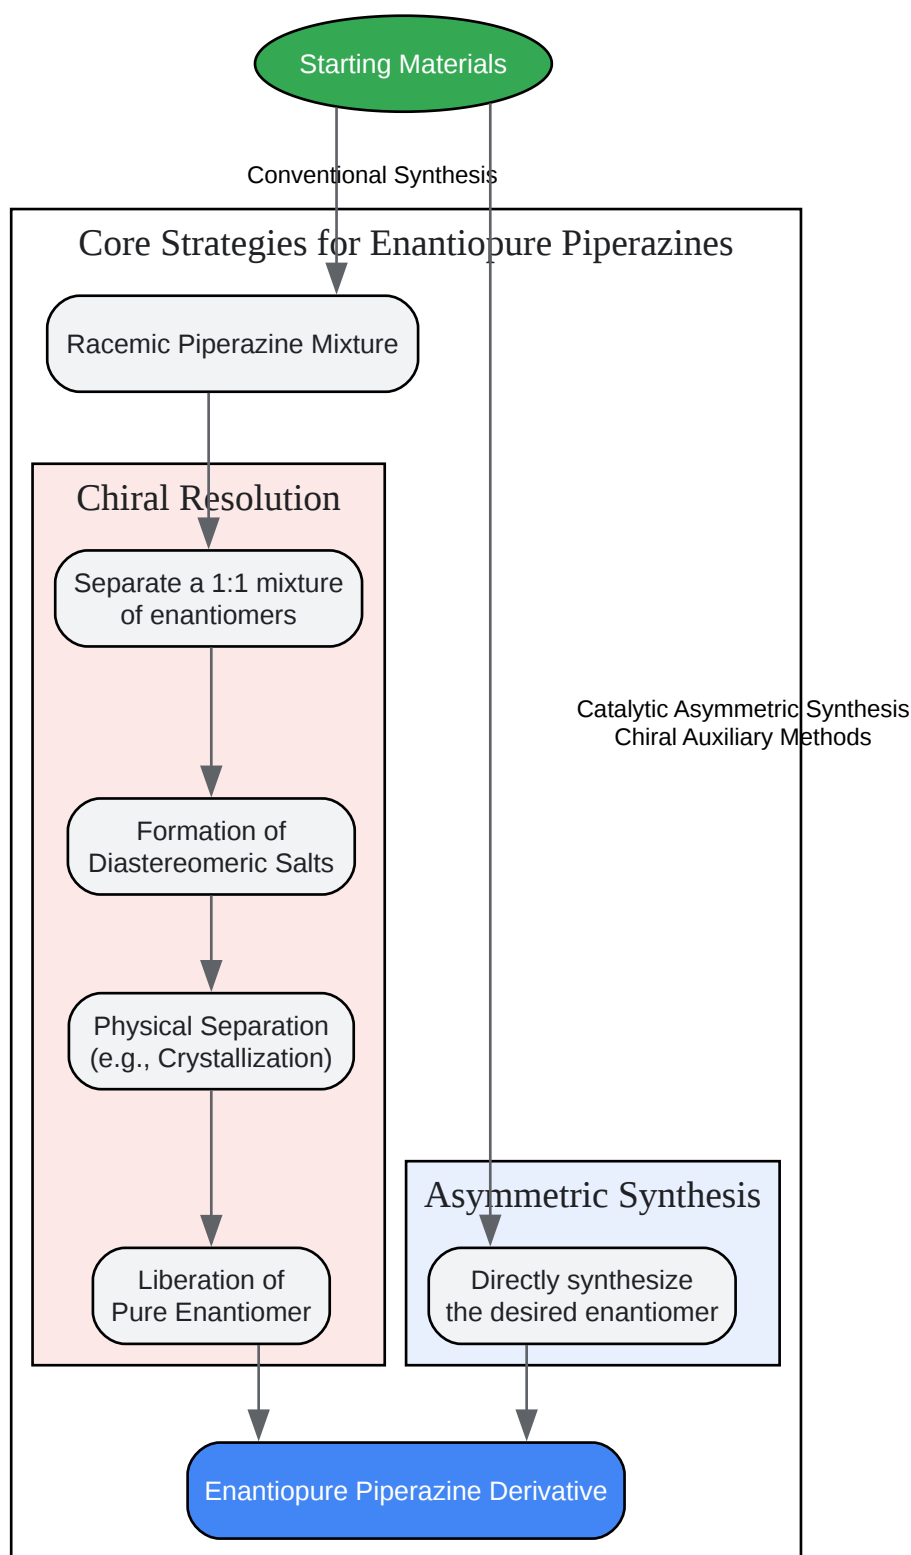 Starting Materials
Conventional Synthesis
Core Strategies for Enantiopure Piperazines
Racemic Piperazine Mixture
Chiral Resolution
Separate a 1:1 mixture
of enantiomers
Catalytic Asymmetric Synthesis
Chiral Auxiliary Methods
Formation of
Diastereomeric Salts
Physical Separation
(e.g., Crystallization)
Asymmetric Synthesis
Liberation of
Pure Enantiomer
Directly synthesize
the desired enantiomer
Enantiopure Piperazine Derivative